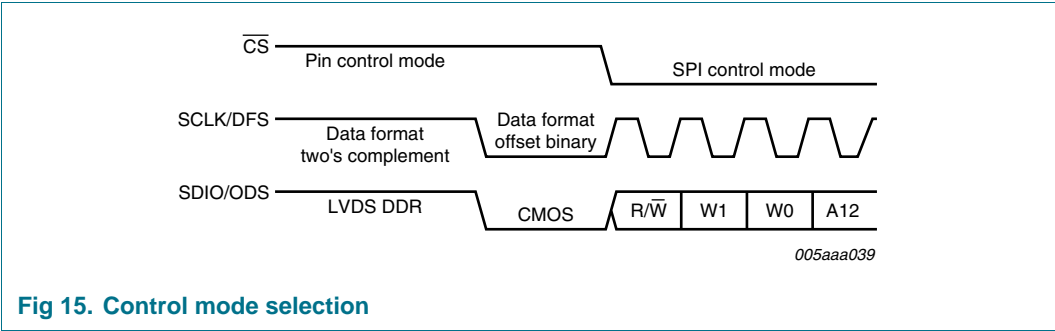 C̅S̅
Pin control mode
SPI control mode
SCLK/DFS
Data format
two's complement
Data format
offset binary
SDIO/ODS
LVDS DDR
CMOS
R/W̅
W1
W0
A12
005aaa039
Fig 15. Control mode selection